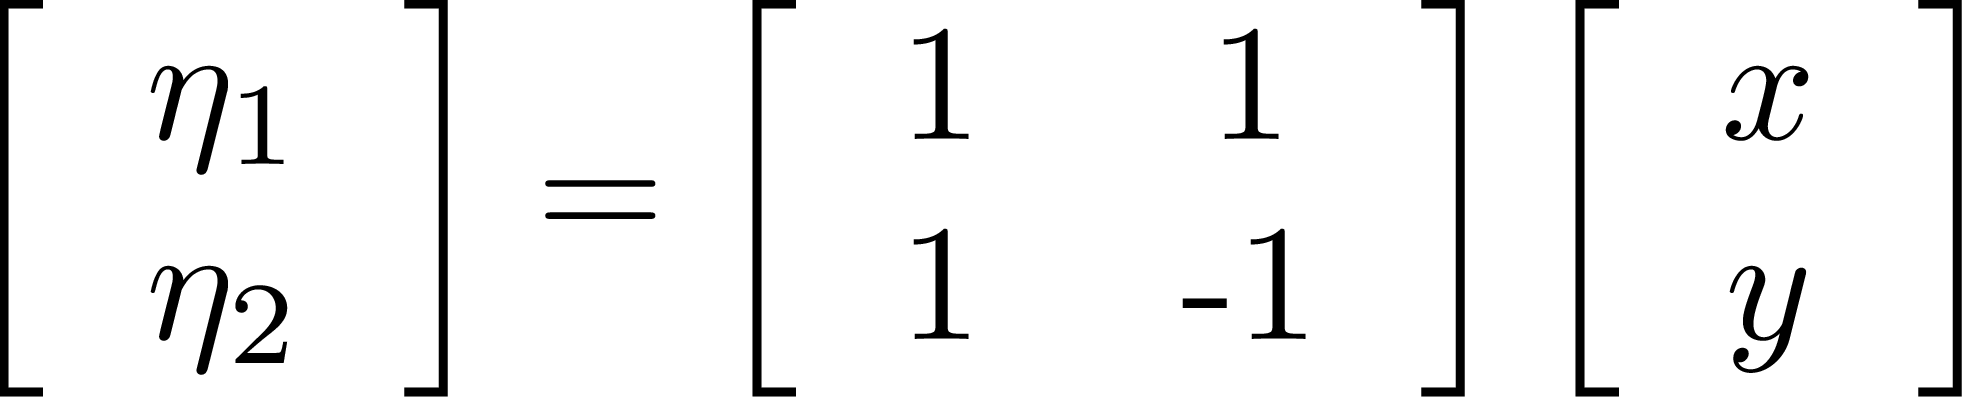 [ η₁ ] = [ 1 1 ] [ x ]
[ η₂ ] [ 1 -1 ] [ y ]